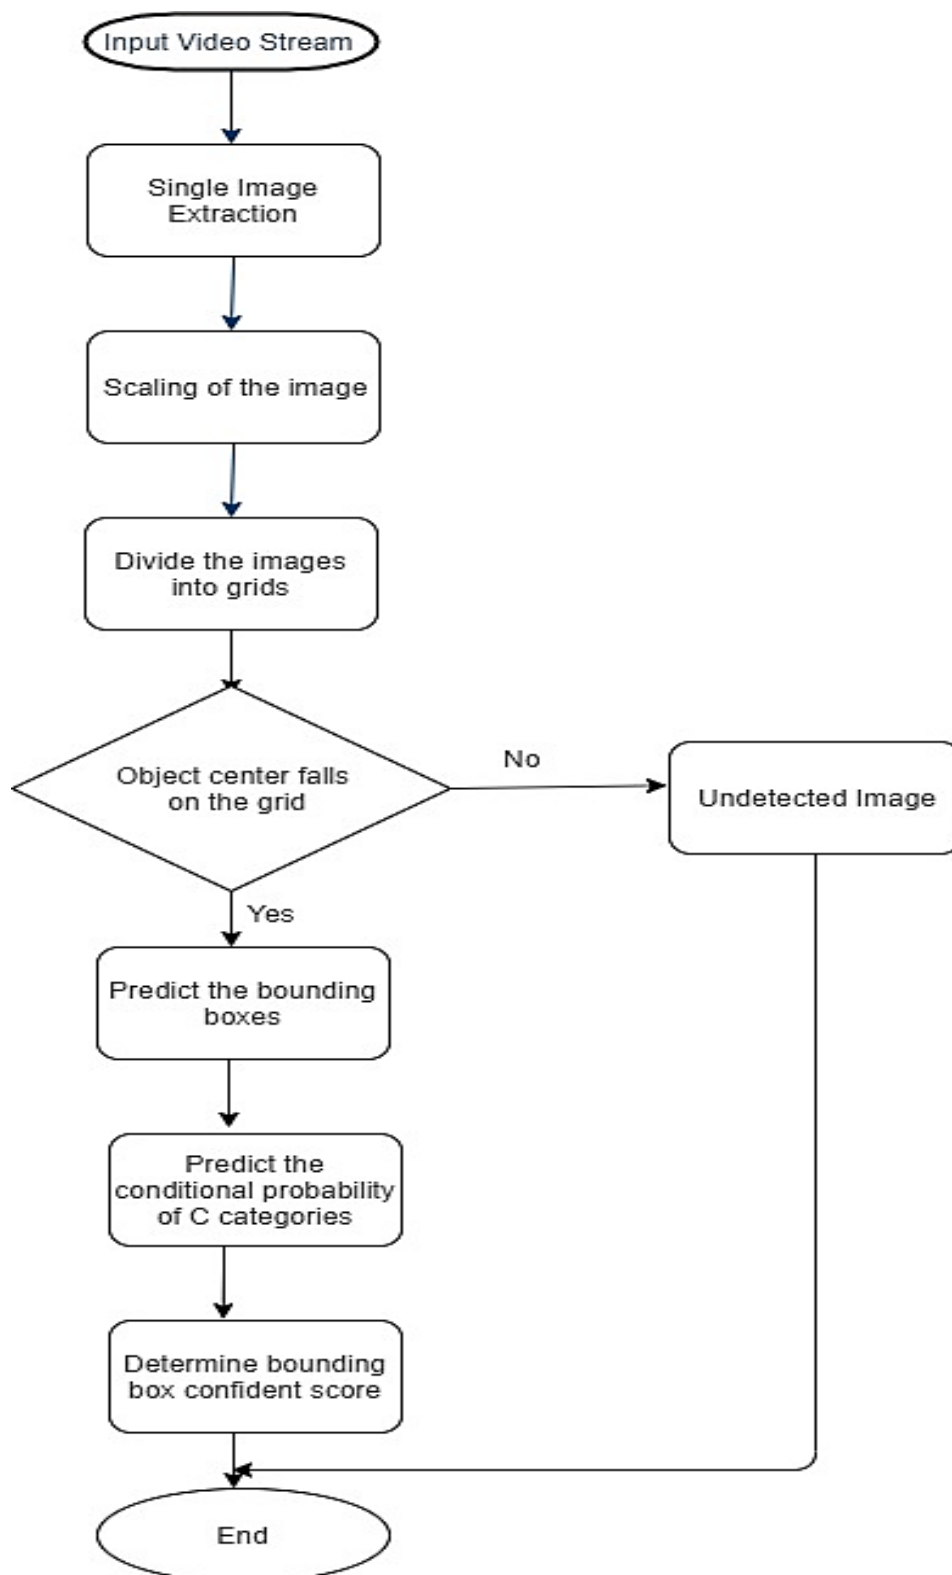 Input Video Stream
Single Image
Extraction
Scaling of the image
Divide the images
into grids
Object center falls
on the grid
No
Undetected Image
Yes
Predict the bounding
boxes
Predict the
conditional probability
of C categories
Determine bounding
box confident score
End